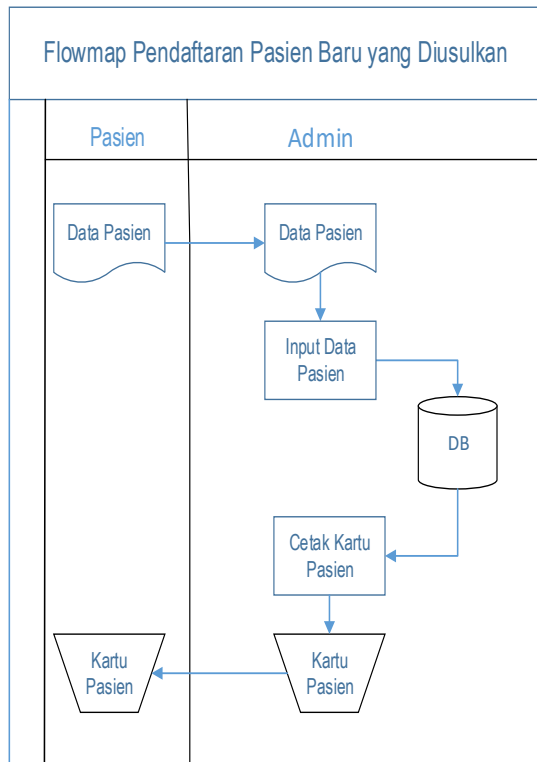 Flowmap Pendaftaran Pasien Baru yang Diusulkan
Pasien
Admin
Data Pasien
Data Pasien
Input Data
Pasien
DB
Cetak Kartu
Pasien
Kartu
Pasien
Kartu
Pasien